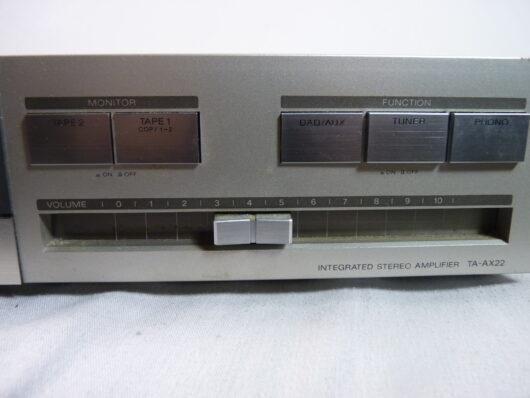 MONITOR
FUNCTION
TAPE 2
TAPE 1
COPY 1→2
DAD/AUX
TUNER
PHONO
ON OFF
ON OFF
VOLUME 0 1 2 3 4 5 6 7 8 9 10
INTEGRATED STEREO AMPLIFIER TA-AX22